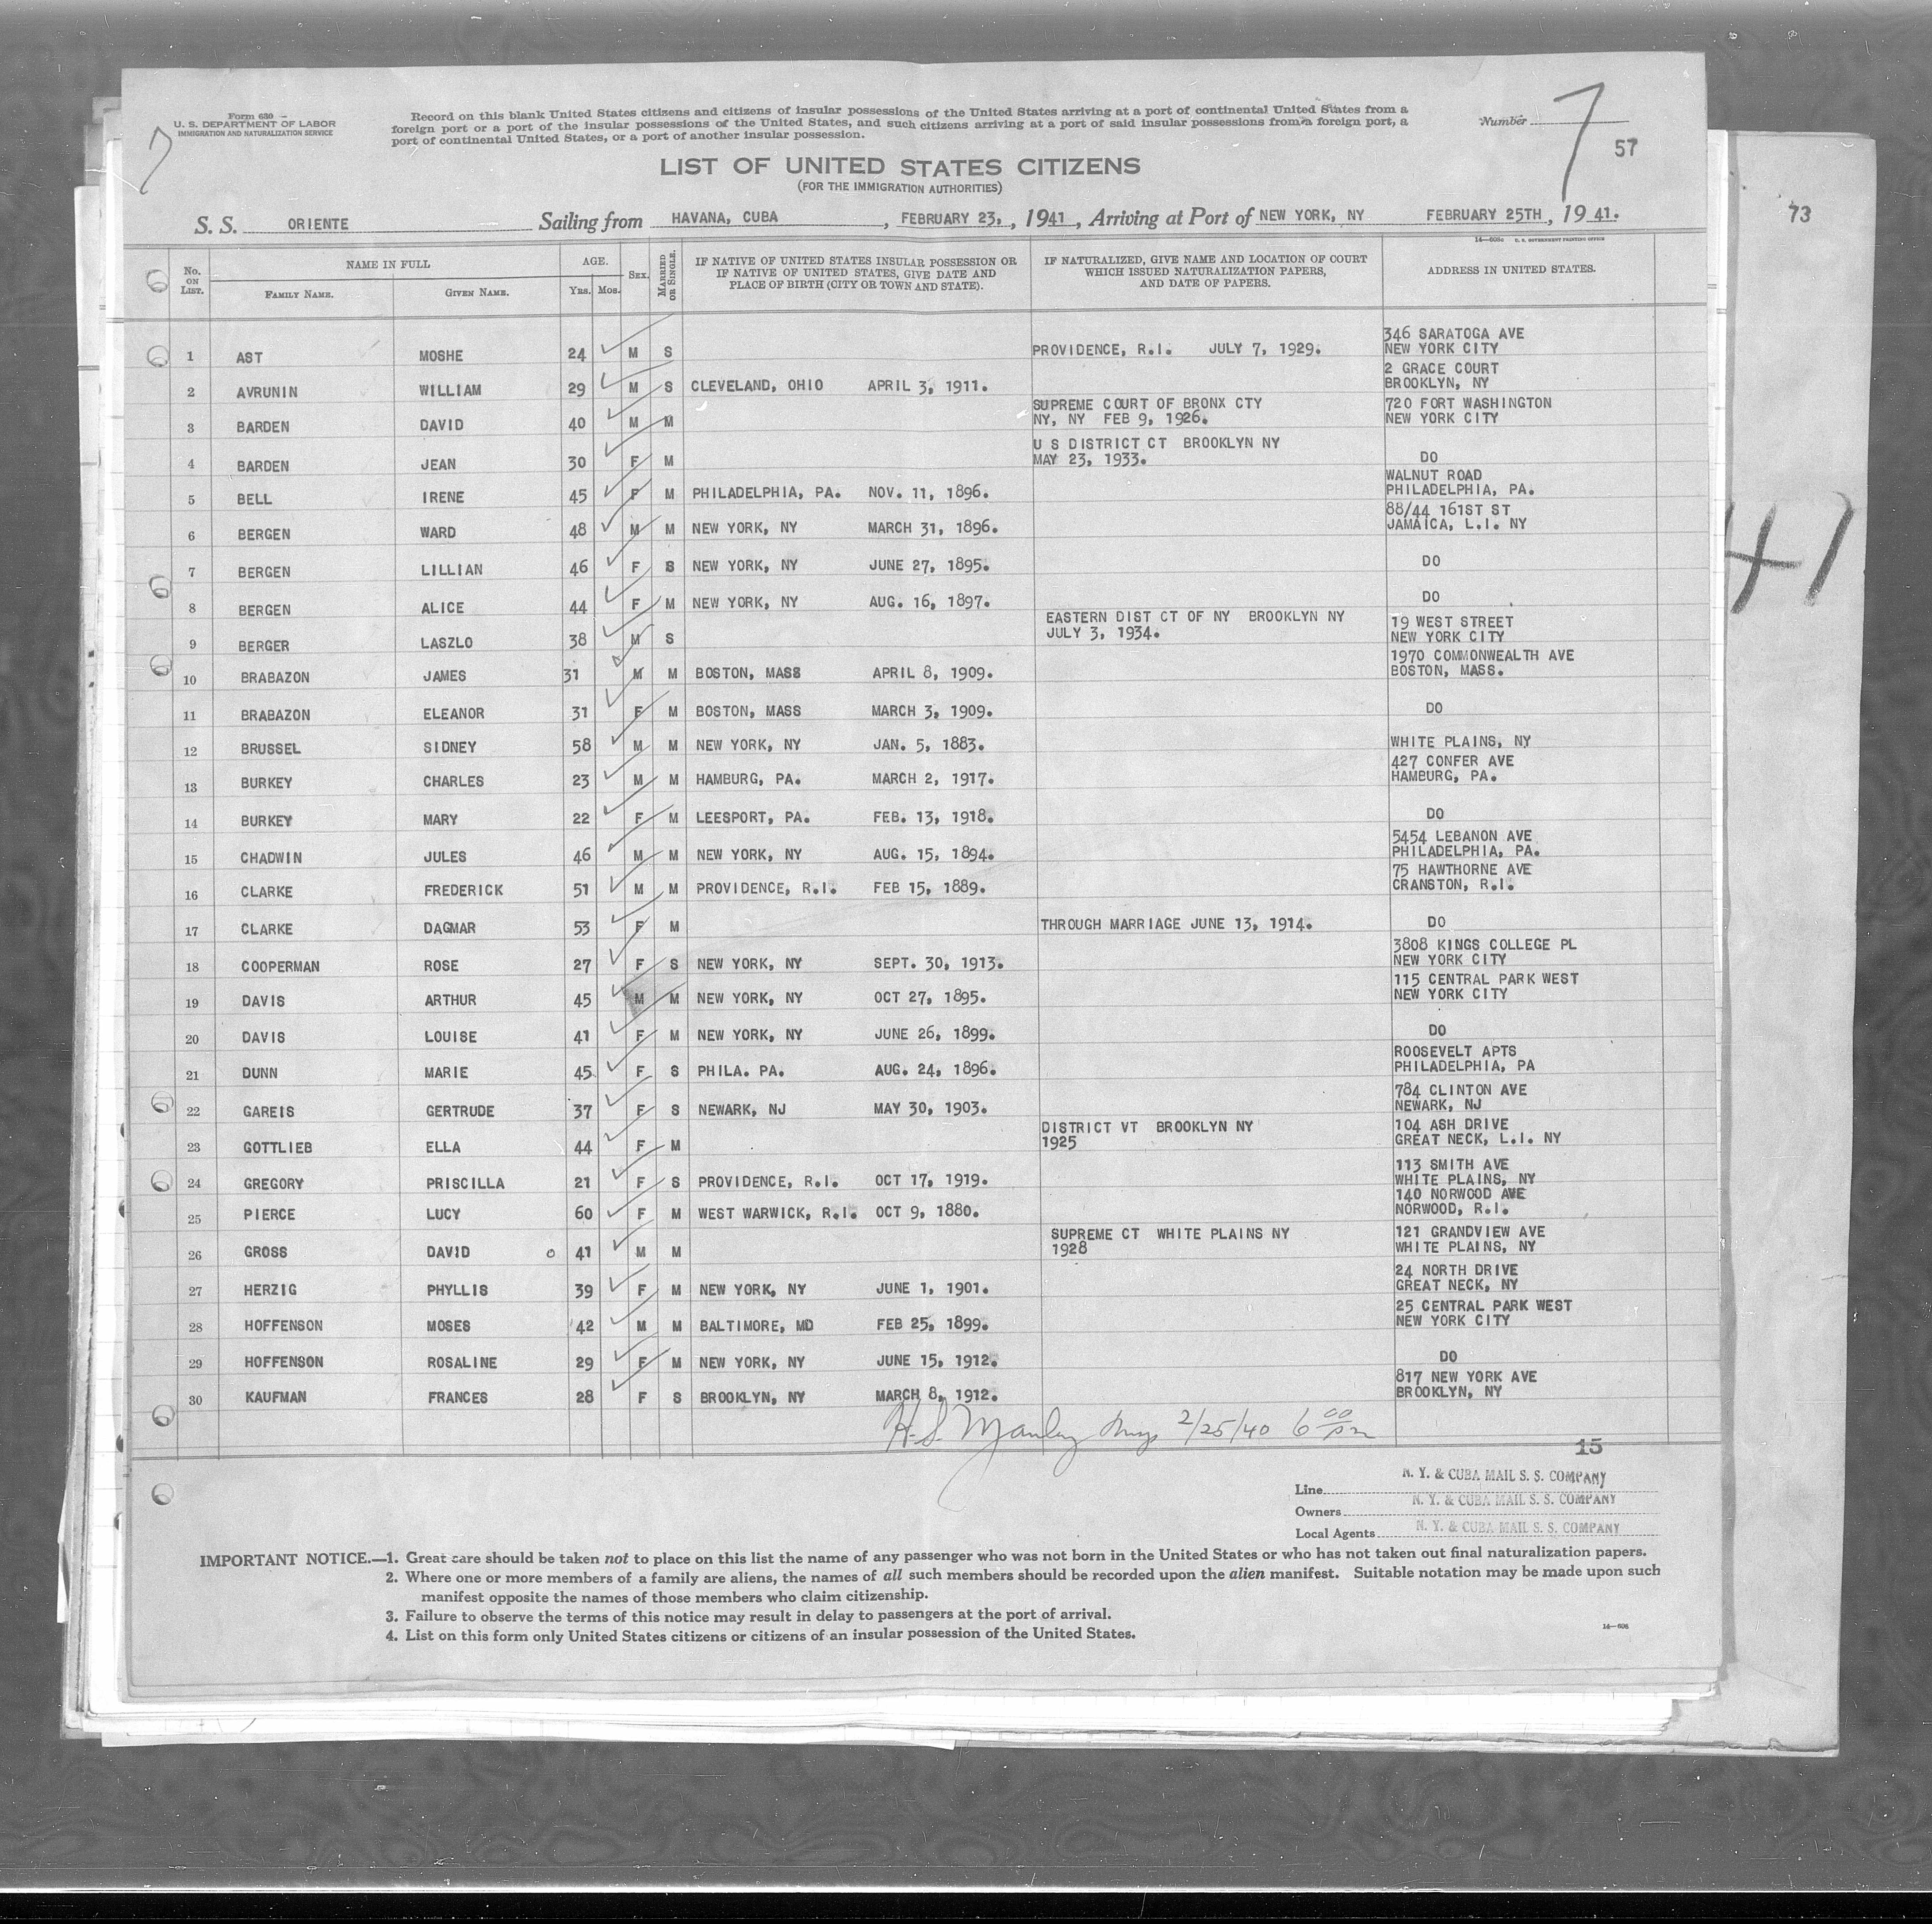 Form 630
U. S. DEPARTMENT OF LABOR
IMMIGRATION AND NATURALIZATION SERVICE
7
Record on this blank United States citizens and citizens of insular possessions of the United States arriving at a port of continental United States from a
foreign port or a port of the insular possessions of the United States, and such citizens arriving at a port of said insular possessions from a foreign port, a
port of continental United States, or a port of another insular possession.
Number 7
57
73
LIST OF UNITED STATES CITIZENS
(FOR THE IMMIGRATION AUTHORITIES)
S. S. ORIENTE Sailing from HAVANA, CUBA, FEBRUARY 23, , 1941 , Arriving at Port of NEW YORK, NY FEBRUARY 25TH , 19 41.
14—605a U. S. GOVERNMENT PRINTING OFFICE
No. ON LIST. NAME IN FULL FAMILY NAME. GIVEN NAME. AGE. Yrs. Mos. SEX. MARRIED OR SINGLE. IF NATIVE OF UNITED STATES INSULAR POSSESSION OR IF NATIVE OF UNITED STATES, GIVE DATE AND PLACE OF BIRTH (CITY OR TOWN AND STATE). IF NATURALIZED, GIVE NAME AND LOCATION OF COURT WHICH ISSUED NATURALIZATION PAPERS, AND DATE OF PAPERS. ADDRESS IN UNITED STATES.
1 AST MOSHE 24 M S PROVIDENCE, R.I. JULY 7, 1929. 346 SARATOGA AVE NEW YORK CITY
2 AVRUNIN WILLIAM 29 M S CLEVELAND, OHIO APRIL 3, 1911. 2 GRACE COURT BROOKLYN, NY
3 BARDEN DAVID 40 M M SUPREME COURT OF BRONX CTY NY, NY FEB 9, 1926. 720 FORT WASHINGTON NEW YORK CITY
4 BARDEN JEAN 30 F M U S DISTRICT CT BROOKLYN NY MAY 23, 1933. DO
5 BELL IRENE 45 F M PHILADELPHIA, PA. NOV. 11, 1896. WALNUT ROAD PHILADELPHIA, PA.
6 BERGEN WARD 48 M M NEW YORK, NY MARCH 31, 1896. 88/44 161ST ST JAMAICA, L.I. NY
7 BERGEN LILLIAN 46 F S NEW YORK, NY JUNE 27, 1895. DO
8 BERGEN ALICE 44 F M NEW YORK, NY AUG. 16, 1897. DO
9 BERGER LASZLO 38 M S EASTERN DIST CT OF NY BROOKLYN NY JULY 3, 1934. 19 WEST STREET NEW YORK CITY
10 BRABAZON JAMES 31 M M BOSTON, MASS APRIL 8, 1909. 1970 COMMONWEALTH AVE BOSTON, MASS.
11 BRABAZON ELEANOR 31 F M BOSTON, MASS MARCH 3, 1909. DO
12 BRUSSEL SIDNEY 58 M M NEW YORK, NY JAN. 5, 1883. WHITE PLAINS, NY
13 BURKEY CHARLES 23 M M HAMBURG, PA. MARCH 2, 1917. 427 CONFER AVE HAMBURG, PA.
14 BURKEY MARY 22 F M LEESPORT, PA. FEB. 13, 1918. DO
15 CHADWIN JULES 46 M M NEW YORK, NY AUG. 15, 1894. 5454 LEBANON AVE PHILADELPHIA, PA.
16 CLARKE FREDERICK 51 M M PROVIDENCE, R.I. FEB 15, 1889. 75 HAWTHORNE AVE CRANSTON, R.I.
17 CLARKE DAGMAR 53 F M THROUGH MARRIAGE JUNE 13, 1914. DO
18 COOPERMAN ROSE 27 F S NEW YORK, NY SEPT. 30, 1913. 3808 KINGS COLLEGE PL NEW YORK CITY
19 DAVIS ARTHUR 45 M M NEW YORK, NY OCT 27, 1895. 115 CENTRAL PARK WEST NEW YORK CITY
20 DAVIS LOUISE 41 F M NEW YORK, NY JUNE 26, 1899. DO
21 DUNN MARIE 45 F S PHILA. PA. AUG. 24, 1896. ROOSEVELT APTS PHILADELPHIA, PA
22 GAREIS GERTRUDE 37 F S NEWARK, NJ MAY 30, 1903. 784 CLINTON AVE NEWARK, NJ
23 GOTTLIEB ELLA 44 F M DISTRICT VT BROOKLYN NY 1925 104 ASH DRIVE GREAT NECK, L.I. NY
24 GREGORY PRISCILLA 21 F S PROVIDENCE, R.I. OCT 17, 1919. 113 SMITH AVE WHITE PLAINS, NY
25 PIERCE LUCY 60 F M WEST WARWICK, R.I. OCT 9, 1880. 140 NORWOOD AVE NORWOOD, R.I.
26 GROSS DAVID O 41 M M SUPREME CT WHITE PLAINS NY 1928 121 GRANDVIEW AVE WHITE PLAINS, NY
27 HERZIG PHYLLIS 39 F M NEW YORK, NY JUNE 1, 1901. 24 NORTH DRIVE GREAT NECK, NY
28 HOFFENSON MOSES 42 M M BALTIMORE, MD FEB 25, 1899. 25 CENTRAL PARK WEST NEW YORK CITY
29 HOFFENSON ROSALINE 29 F M NEW YORK, NY JUNE 15, 1912. DO
30 KAUFMAN FRANCES 28 F S BROOKLYN, NY MARCH 8, 1912. 817 NEW YORK AVE BROOKLYN, NY
H. S. Manley 2/25/40 6 00 pm
15
41
Line N. Y. & CUBA MAIL S. S. COMPANY
Owners N. Y. & CUBA MAIL S. S. COMPANY
Local Agents N. Y. & CUBA MAIL S. S. COMPANY
IMPORTANT NOTICE.—1. Great care should be taken not to place on this list the name of any passenger who was not born in the United States or who has not taken out final naturalization papers.
2. Where one or more members of a family are aliens, the names of all such members should be recorded upon the alien manifest. Suitable notation may be made upon such
manifest opposite the names of those members who claim citizenship.
3. Failure to observe the terms of this notice may result in delay to passengers at the port of arrival.
4. List on this form only United States citizens or citizens of an insular possession of the United States.